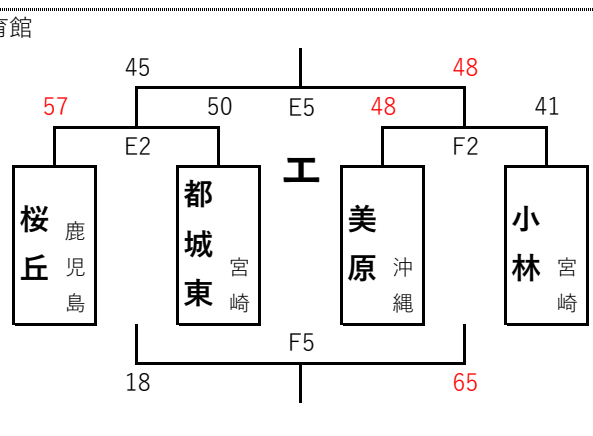 育館
45 48
57 50 E5 48 41
E2 F2
エ
桜丘 鹿児島
都城東 宮崎
美原 沖縄
小林 宮崎
F5
18 65